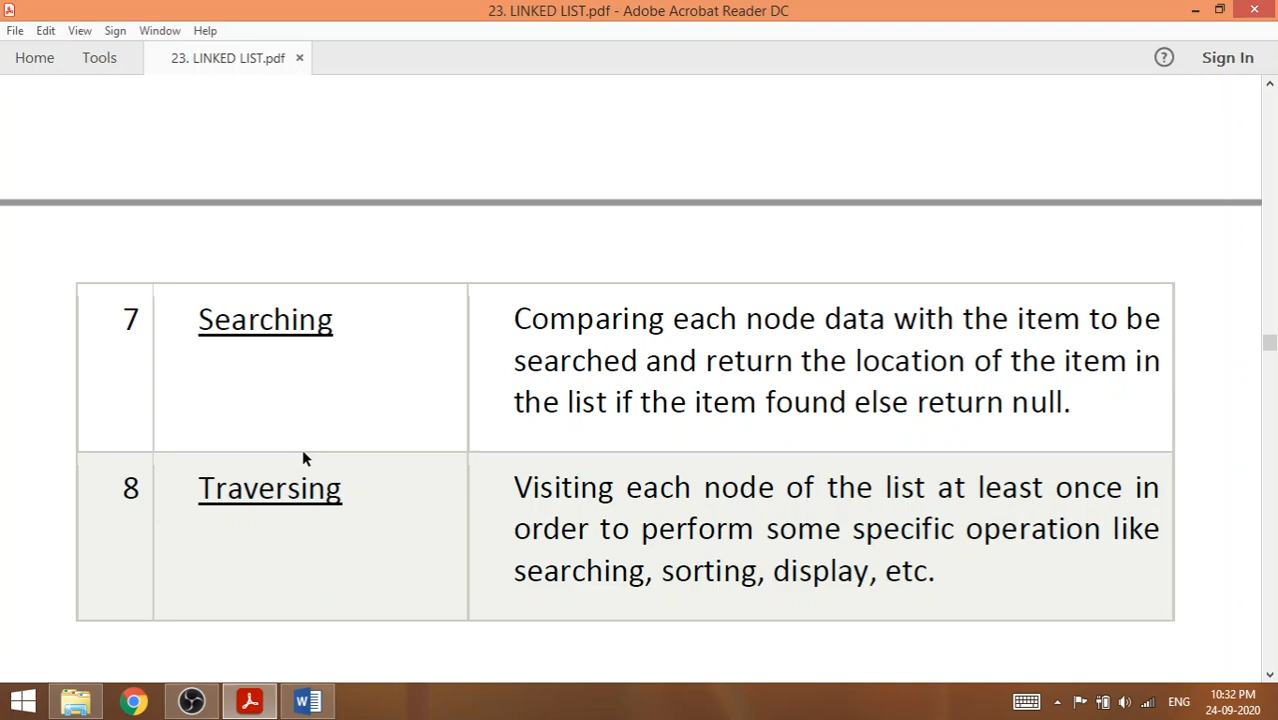 23. LINKED LIST.pdf - Adobe Acrobat Reader DC
File Edit View Sign Window Help
Home Tools 23. LINKED LIST.pdf × ? Sign In
7 Searching Comparing each node data with the item to be
searched and return the location of the item in
the list if the item found else return null.
8 Traversing Visiting each node of the list at least once in
order to perform some specific operation like
searching, sorting, display, etc.
ENG 10:32 PM
24-09-2020